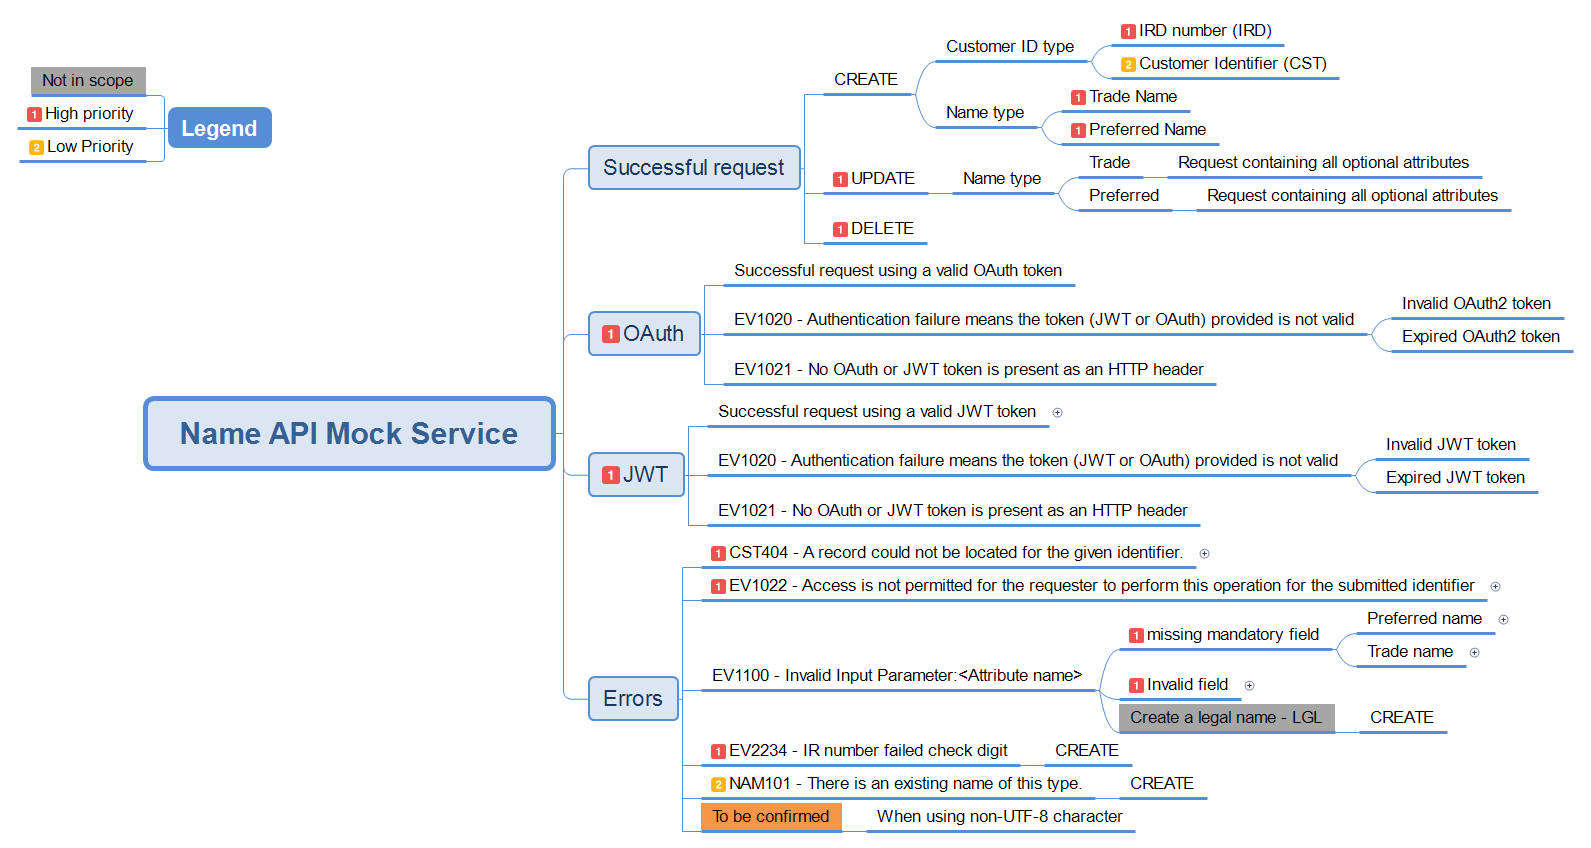 Not in scope
1 High priority
2 Low Priority
Legend
Name API Mock Service
Successful request
CREATE
Customer ID type
1 IRD number (IRD)
2 Customer Identifier (CST)
Name type
1 Trade Name
1 Preferred Name
1 UPDATE
Name type
Trade
Request containing all optional attributes
Preferred
Request containing all optional attributes
1 DELETE
1 OAuth
Successful request using a valid OAuth token
EV1020 - Authentication failure means the token (JWT or OAuth) provided is not valid
Invalid OAuth2 token
Expired OAuth2 token
EV1021 - No OAuth or JWT token is present as an HTTP header
1 JWT
Successful request using a valid JWT token
EV1020 - Authentication failure means the token (JWT or OAuth) provided is not valid
Invalid JWT token
Expired JWT token
EV1021 - No OAuth or JWT token is present as an HTTP header
Errors
1 CST404 - A record could not be located for the given identifier.
1 EV1022 - Access is not permitted for the requester to perform this operation for the submitted identifier
EV1100 - Invalid Input Parameter:<Attribute name>
1 missing mandatory field
Preferred name
Trade name
1 Invalid field
Create a legal name - LGL
CREATE
1 EV2234 - IR number failed check digit
CREATE
2 NAM101 - There is an existing name of this type.
CREATE
To be confirmed
When using non-UTF-8 character